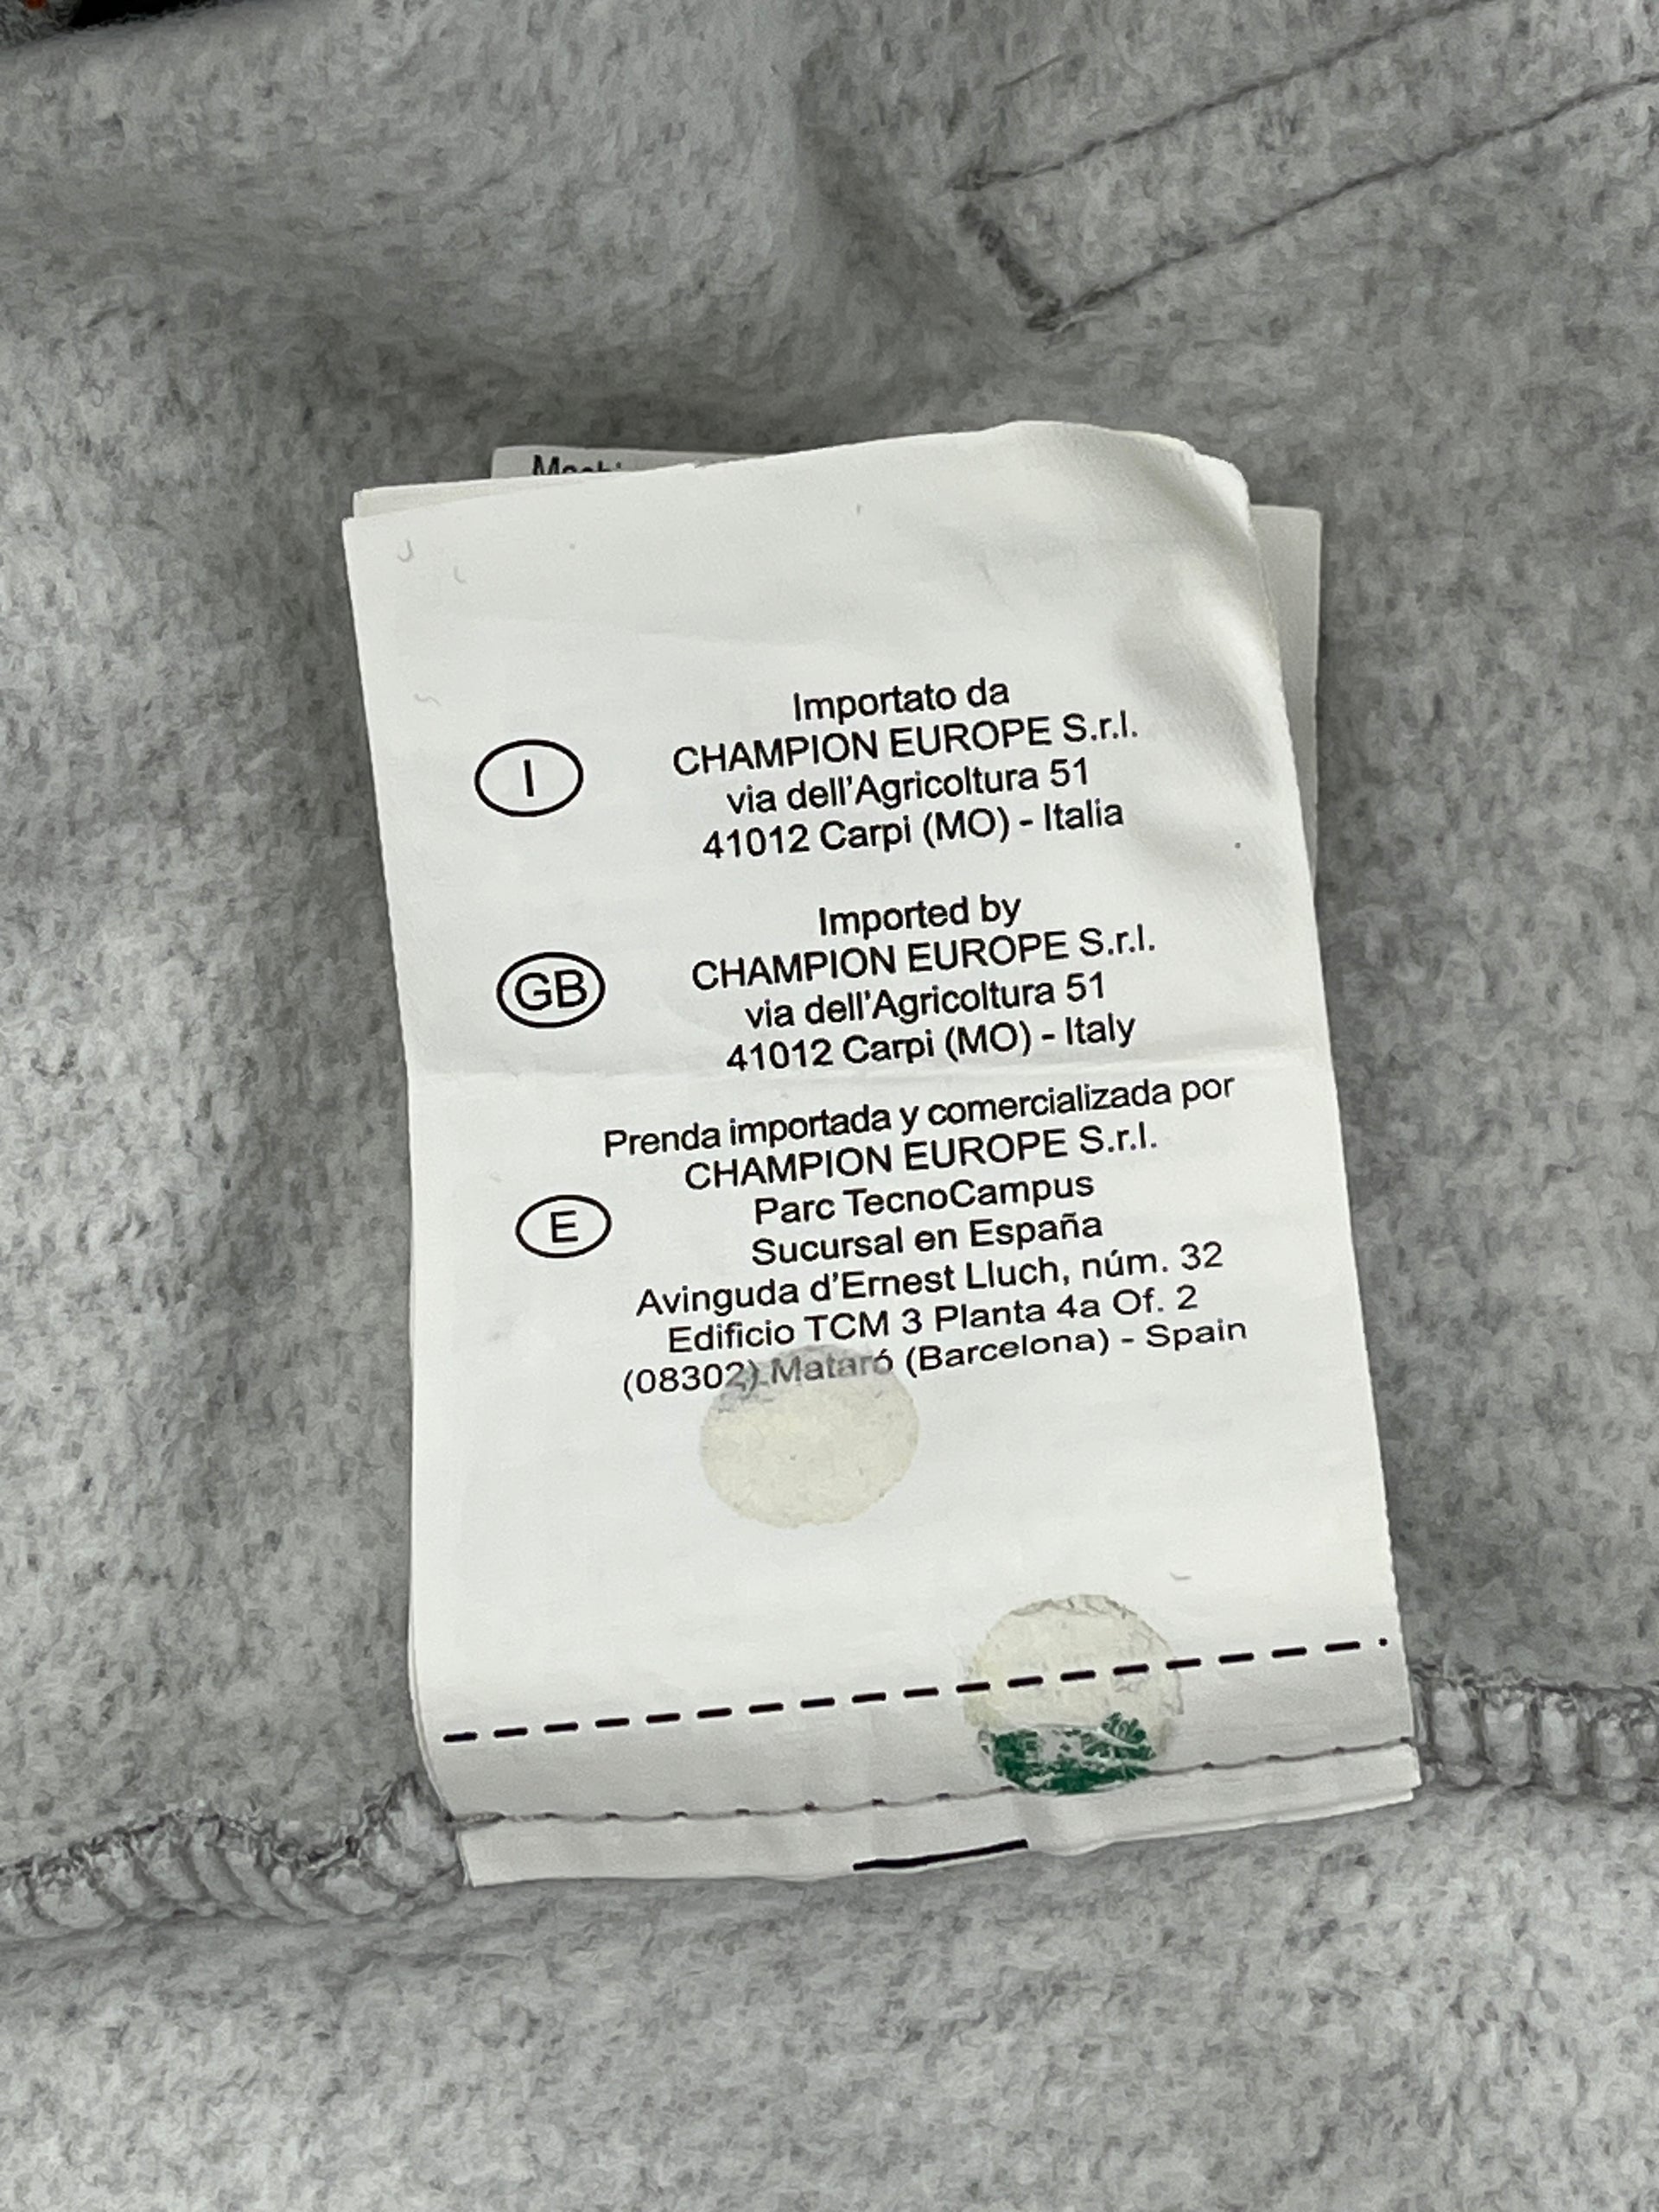 Importato da
CHAMPION EUROPE S.r.l.
I
via dell'Agricoltura 51
41012 Carpi (MO) - Italia
Imported by
CHAMPION EUROPE S.r.l.
GB
via dell'Agricoltura 51
41012 Carpi (MO) - Italy
Prenda importada y comercializada por
CHAMPION EUROPE S.r.l.
Parc TecnoCampus
E
Sucursal en España
Avinguda d'Ernest Lluch, núm. 32
Edificio TCM 3 Planta 4a Of. 2
(08302) Mataró (Barcelona) - Spain